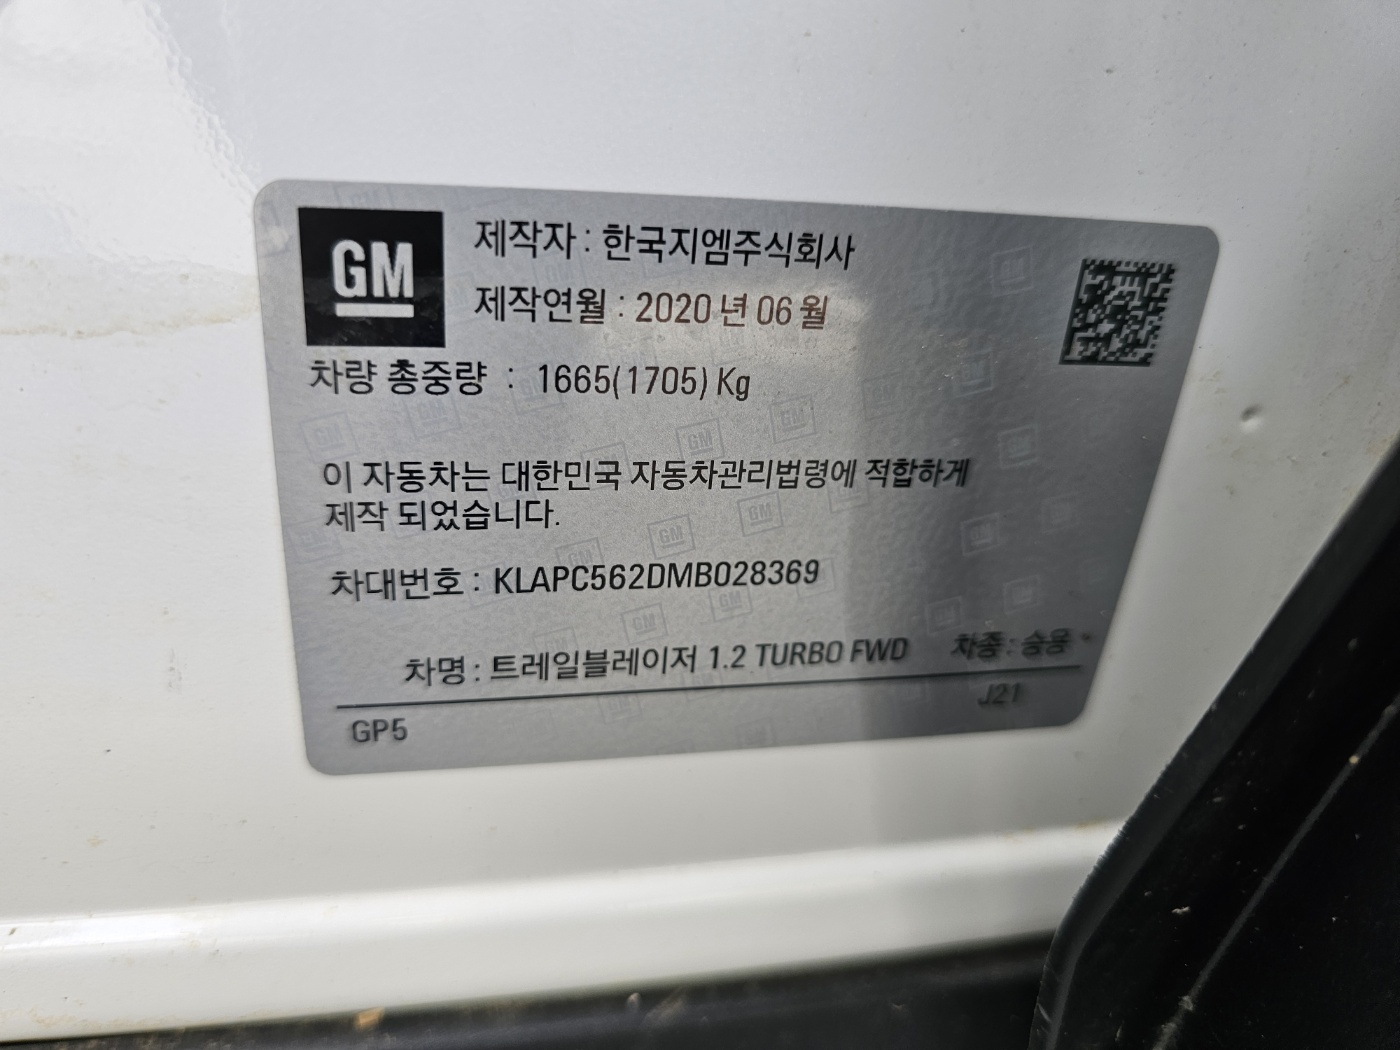 GM
제작자 : 한국지엠주식회사
제작연월 : 2020 년 06 월
차량 총중량 : 1665(1705) Kg
이 자동차는 대한민국 자동차관리법령에 적합하게
제작 되었습니다.
차대번호 : KLAPC562DMB028369
차명 : 트레일블레이저 1.2 TURBO FWD 차종 : 승용
GP5 J21